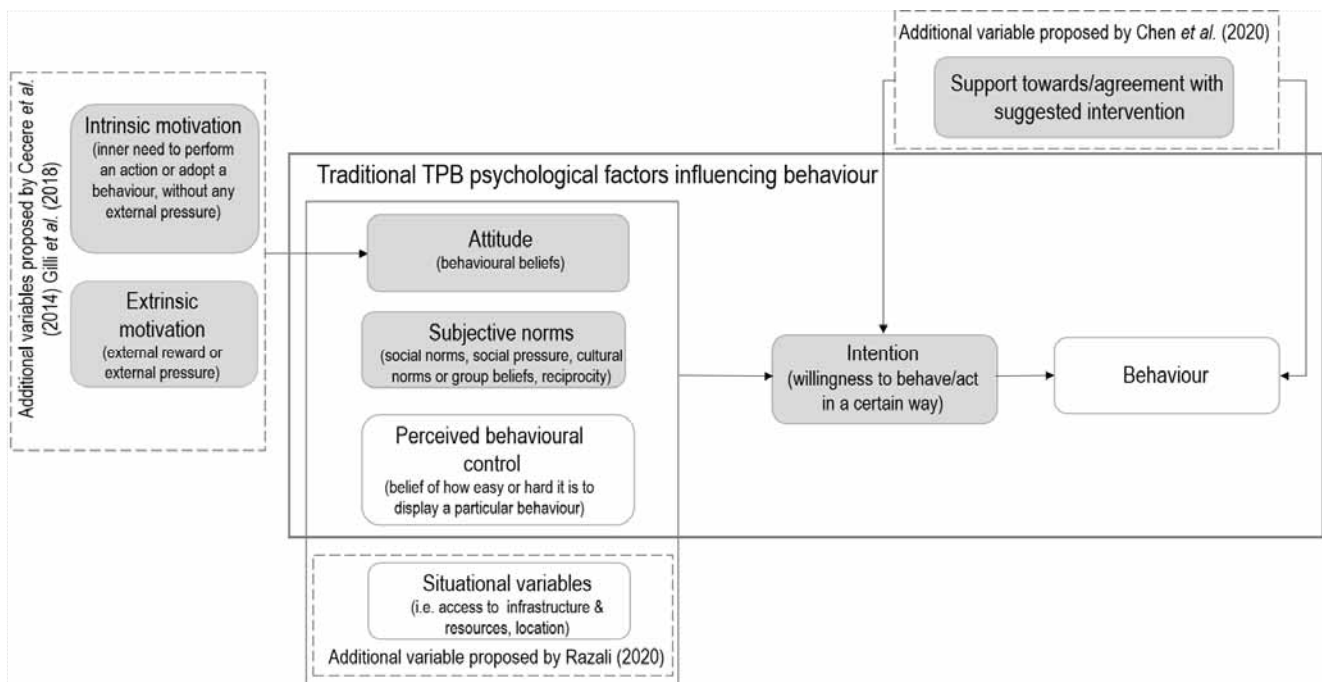 Additional variables proposed by Cecere et al.
(2014) Gilli et al. (2018)
Intrinsic motivation
(inner need to perform
an action or adopt a
behaviour, without any
external pressure)
Extrinsic
motivation
(external reward or
external pressure)
Additional variable proposed by Chen et al. (2020)
Support towards/agreement with
suggested intervention
Traditional TPB psychological factors influencing behaviour
Attitude
(behavioural beliefs)
Subjective norms
(social norms, social pressure, cultural
norms or group beliefs, reciprocity)
Perceived behavioural
control
(belief of how easy or hard it is to
display a particular behaviour)
Intention
(willingness to behave/act
in a certain way)
Behaviour
Situational variables
(i.e. access to infrastructure &
resources, location)
Additional variable proposed by Razali (2020)